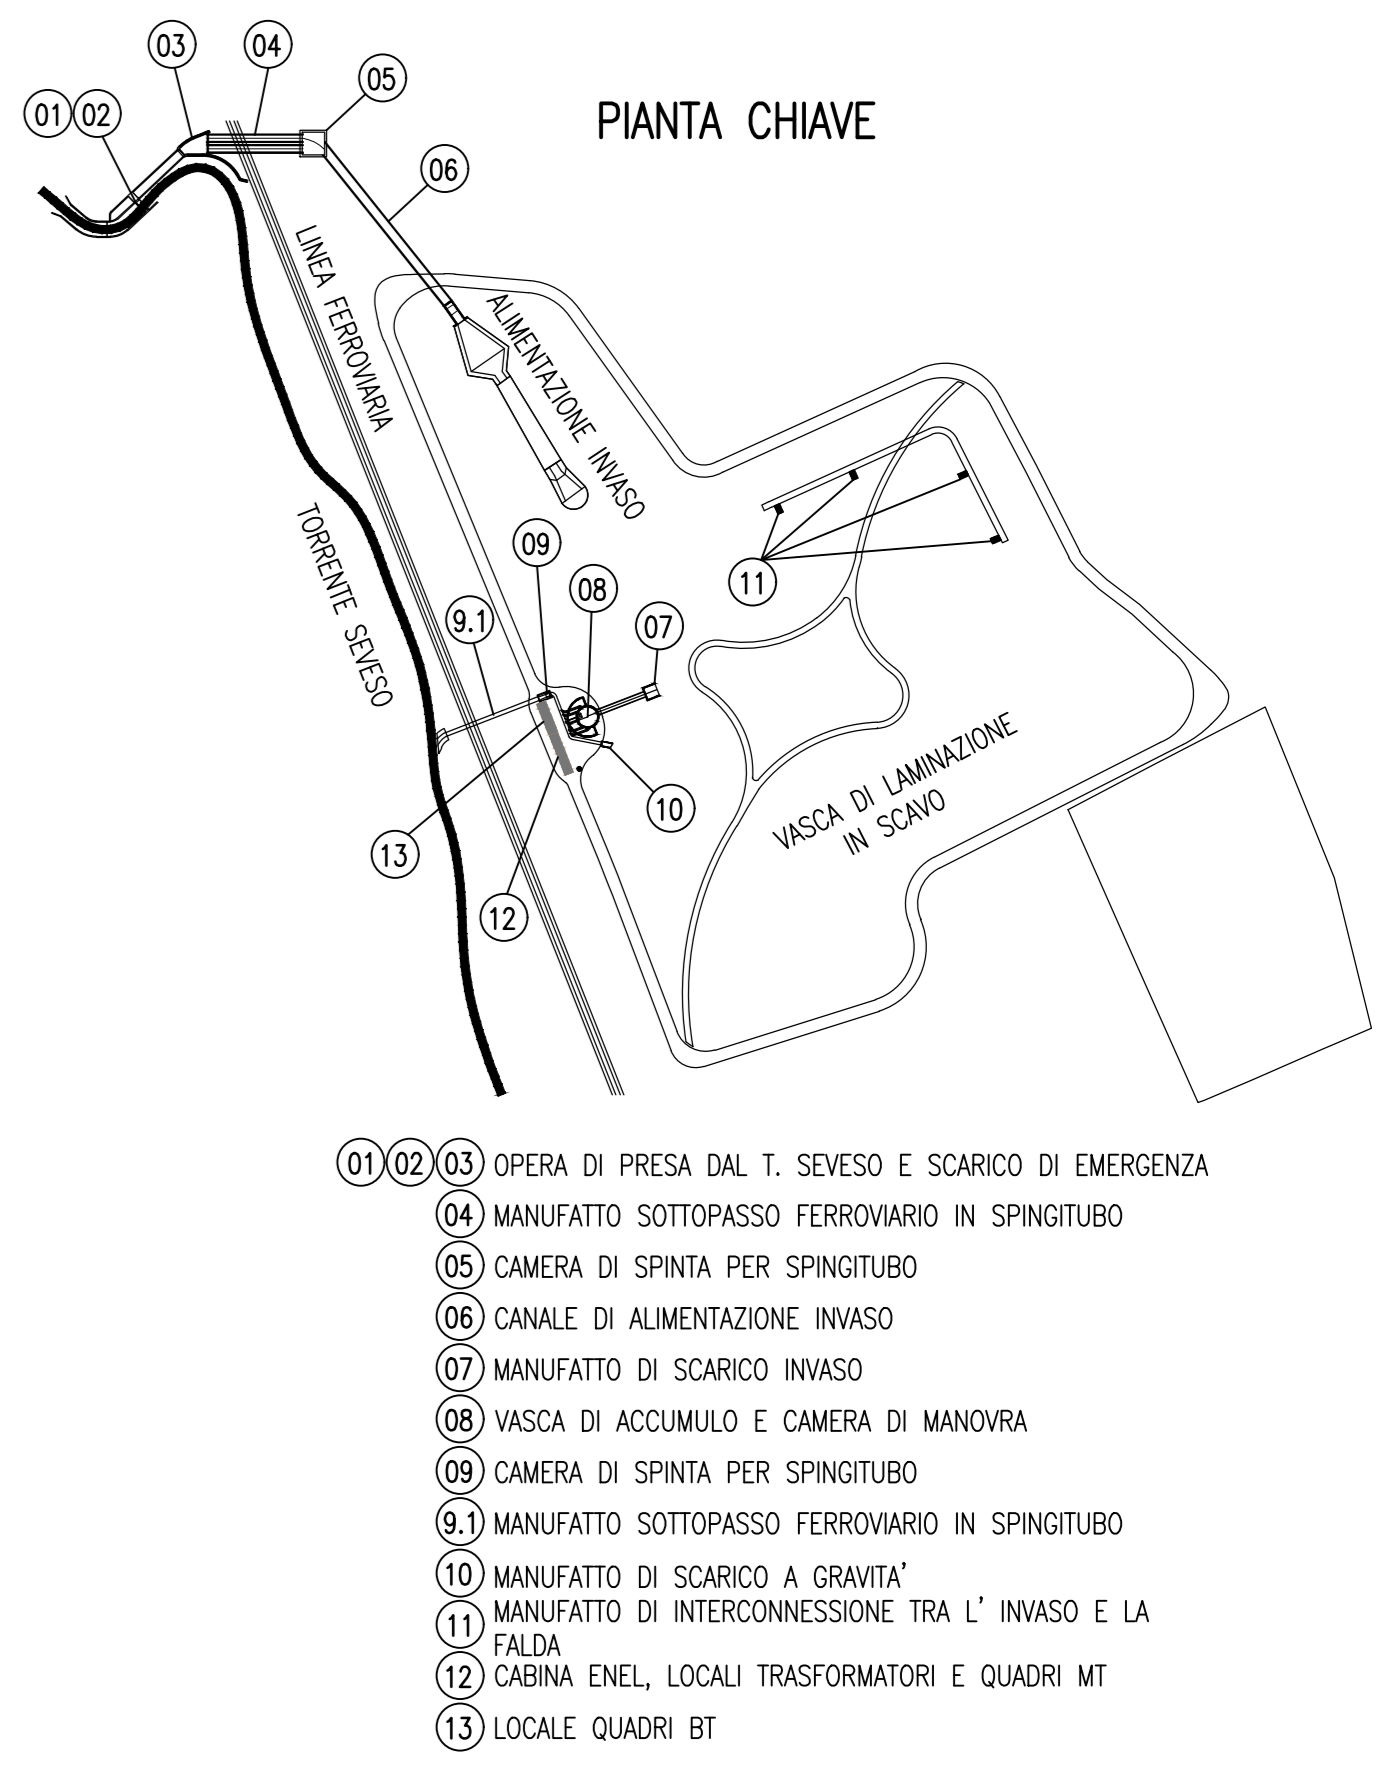 03
04
05
01 02
PIANTA CHIAVE
06
LINEA FERROVIARIA
ALIMENTAZIONE INVASO
TORRENTE SEVESO
09
08
11
9.1
07
VASCA DI LAMINAZIONE
IN SCAVO
10
13
12
01 02 03 OPERA DI PRESA DAL T. SEVESO E SCARICO DI EMERGENZA
04 MANUFATTO SOTTOPASSO FERROVIARIO IN SPINGITUBO
05 CAMERA DI SPINTA PER SPINGITUBO
06 CANALE DI ALIMENTAZIONE INVASO
07 MANUFATTO DI SCARICO INVASO
08 VASCA DI ACCUMULO E CAMERA DI MANOVRA
09 CAMERA DI SPINTA PER SPINGITUBO
9.1 MANUFATTO SOTTOPASSO FERROVIARIO IN SPINGITUBO
10 MANUFATTO DI SCARICO A GRAVITA'
11 MANUFATTO DI INTERCONNESSIONE TRA L' INVASO E LA
FALDA
12 CABINA ENEL, LOCALI TRASFORMATORI E QUADRI MT
13 LOCALE QUADRI BT